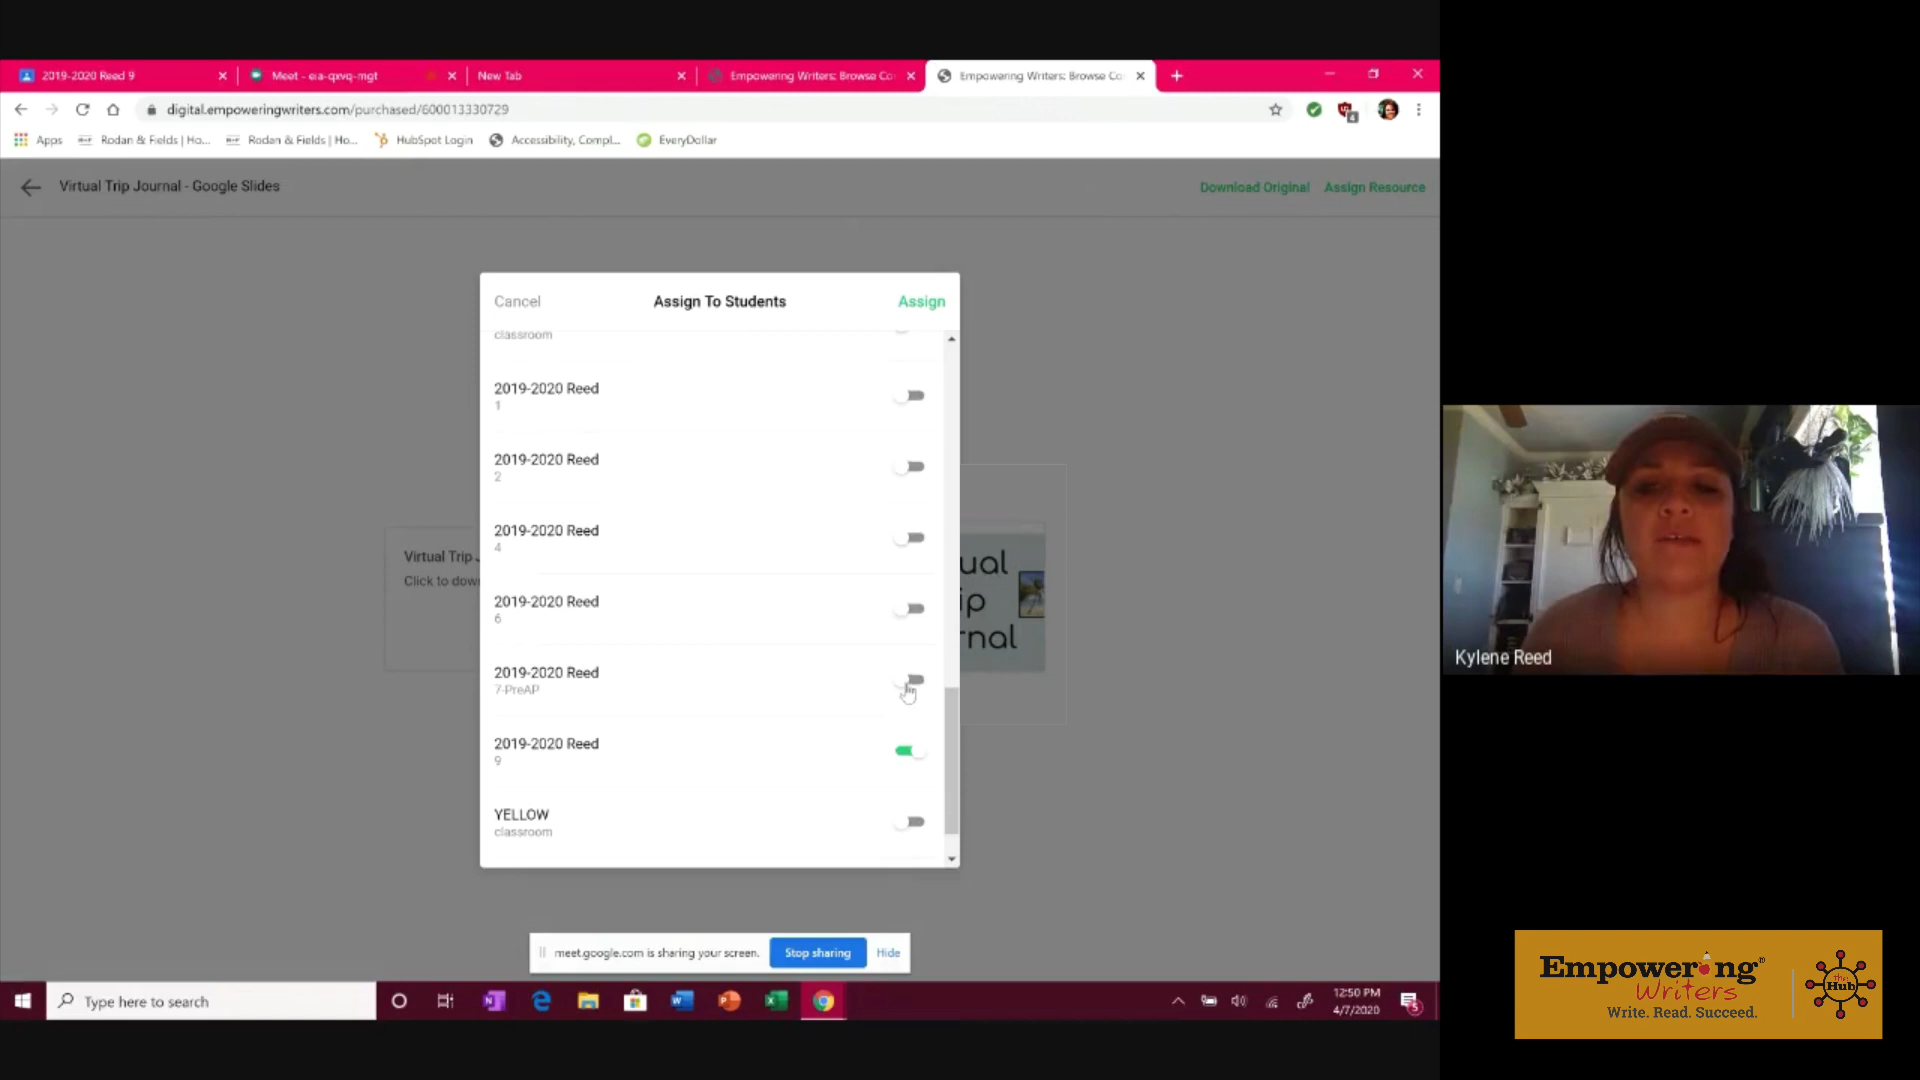 2019-2020 Reed 9
Meet - eia-qxvq-mgt
New Tab
Empowering Writers: Browse Co
Empowering Writers: Browse Co
digital.empoweringwriters.com/purchased/600013330729
Apps
Rodan & Fields | Ho...
Rodan & Fields | Ho...
HubSpot Login
Accessibility, Compl...
EveryDollar
Virtual Trip Journal - Google Slides
Download Original
Assign Resource
Cancel
Assign To Students
Assign
classroom
2019-2020 Reed
1
2019-2020 Reed
2
2019-2020 Reed
4
2019-2020 Reed
6
2019-2020 Reed
7-PreAP
2019-2020 Reed
9
YELLOW
classroom
Virtual Trip
Click to dow
ual
ip
rnal
meet.google.com is sharing your screen.
Stop sharing
Hide
Type here to search
12:50 PM
4/7/2020
5
Kylene Reed
Empowering®
Writers
Write. Read. Succeed.
the
Hub